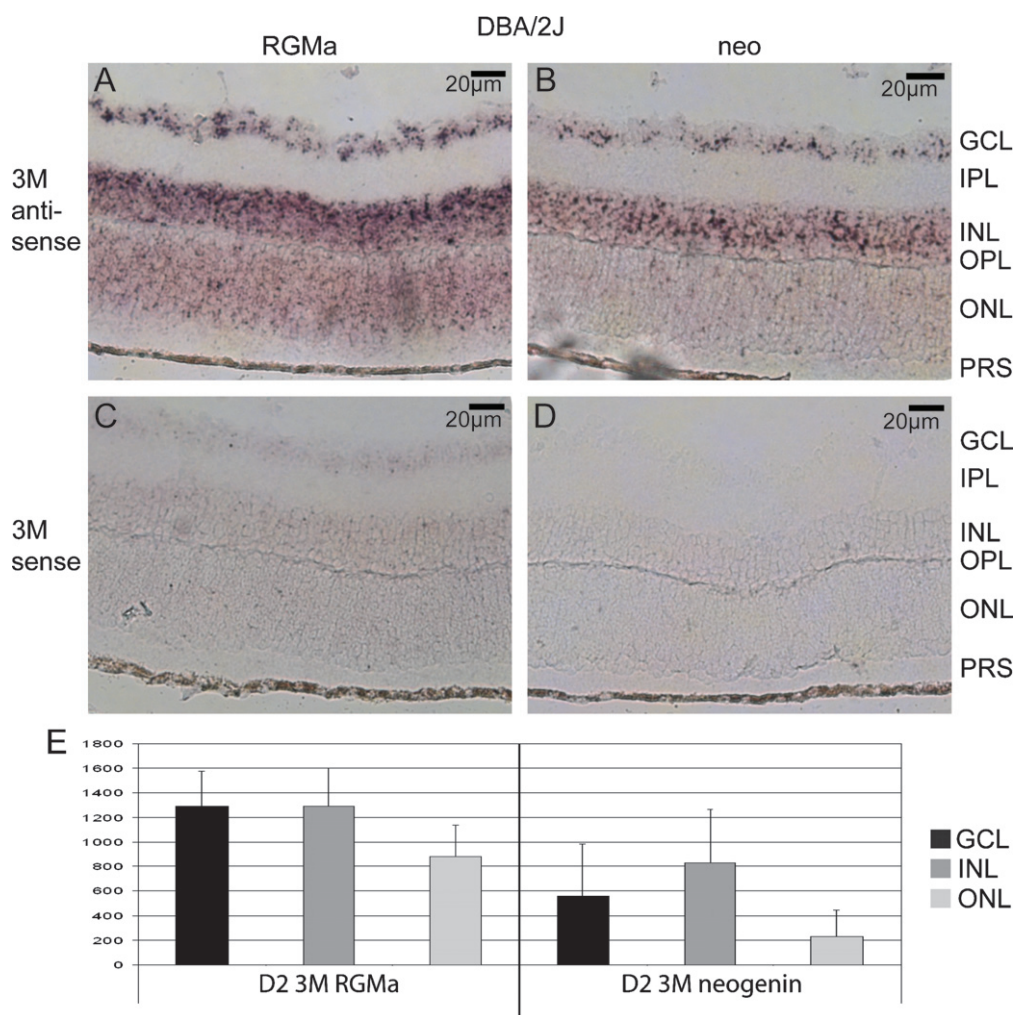 DBA/2J
RGMa
neo
A
20µm
B
20µm
3M
anti-
sense
GCL
IPL
INL
OPL
ONL
PRS
C
20µm
D
20µm
3M
sense
GCL
IPL
INL
OPL
ONL
PRS
E
1800
1600
1400
1200
1000
800
600
400
200
0
D2 3M RGMa
D2 3M neogenin
GCL
INL
ONL